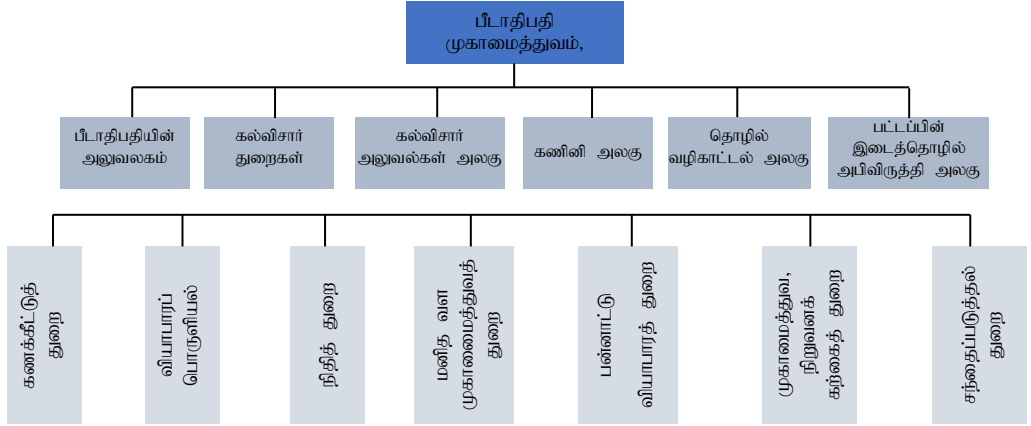 பீடாதிபதி
முகாமைத்துவம்,
பீடாதிபதியின்
அலுவலகம்
கல்விசார்
துறைகள்
கல்விசார்
அலுவல்கள் அலகு
கணினி அலகு
தொழில்
வழிகாட்டல் அலகு
பட்டப்பின்
இடைத்தொழில்
அபிவிருத்தி அலகு
கணக்கீட்டுத்
துறை
வியாபாரப்
பொருளியல்
நிதித் துறை
மனித வள
முகாமைமைத்துவத்
துறை
பன்னாட்டு
வியாபாரத் துறை
முகாமைத்துவ,
நிறுவனக்
கற்கைத் துறை
சந்தைப்படுத்தல்
துறை